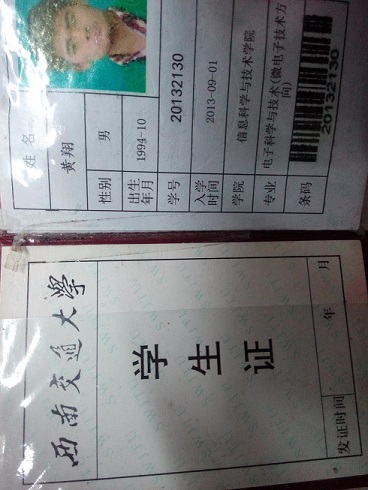 姓名 黄翔
性别 男
出生年月 1994-10
学号 20132130
入学时间 2013-09-01
学院 信息科学与技术学院
专业 电子科学与技术(微电子技术方向)
条码 20132130
西南交通大学
学生证
发证时间 年 月